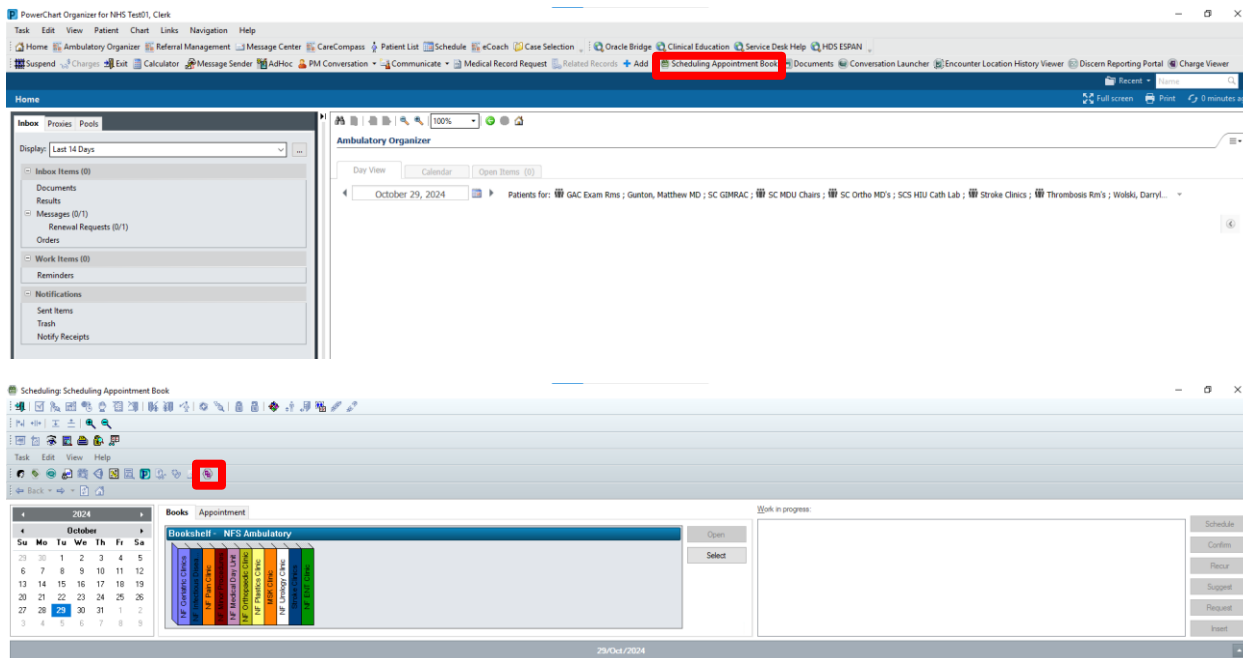 PowerChart Organizer for NHS Test01, Clerk
Task Edit View Patient Chart Links Navigation Help
Home Ambulatory Organizer Referral Management Message Center CareCompass Patient List Schedule eCoach Case Selection Oracle Bridge Clinical Education Service Desk Help HDS ESPAN
Suspend Charges Exit Calculator Message Sender AdHoc PM Conversation Communicate Medical Record Request Related Records Add Scheduling Appointment Book Documents Conversation Launcher Encounter Location History Viewer Discern Reporting Portal Charge Viewer
Recent Name
Home Full screen Print 0 minutes
Inbox Proxies Pools
100%
Display: Last 14 Days ...
Ambulatory Organizer
Inbox Items (0)
Day View Calendar Open Items (0)
Documents
October 29, 2024 Patients for: GAC Exam Rms ; Gunton, Matthew MD ; SC GIMRAC ; SC MDU Chairs ; SC Ortho MD's ; SCS HIU Cath Lab ; Stroke Clinics ; Thrombosis Rm's ; Wolski, Darryl...
Results
Messages (0/1)
Renewal Requests (0/1)
Orders
Work Items (0)
Reminders
Notifications
Sent Items
Trash
Notify Receipts
Scheduling: Scheduling Appointment Book
Task Edit View Help
Back
2024
October
Su Mo Tu We Th Fr Sa
29 30 1 2 3 4 5
6 7 8 9 10 11 12
13 14 15 16 17 18 19
20 21 22 23 24 25 26
27 28 29 30 31 1 2
3 4 5 6 7 8 9
Books Appointment
Bookshelf - NFS Ambulatory
NF Geriatric Clinics
NF Pain Clinic
NF Medical Day Unit
NF Orthopaedic Clinic
NF Plastics Clinic
MSK Clinic
NF Urology Clinic
Stroke Clinics
NF ENT Clinic
Open
Select
Work in progress:
Schedule
Confirm
Recur
Suggest
Request
Insert
29/Oct/2024